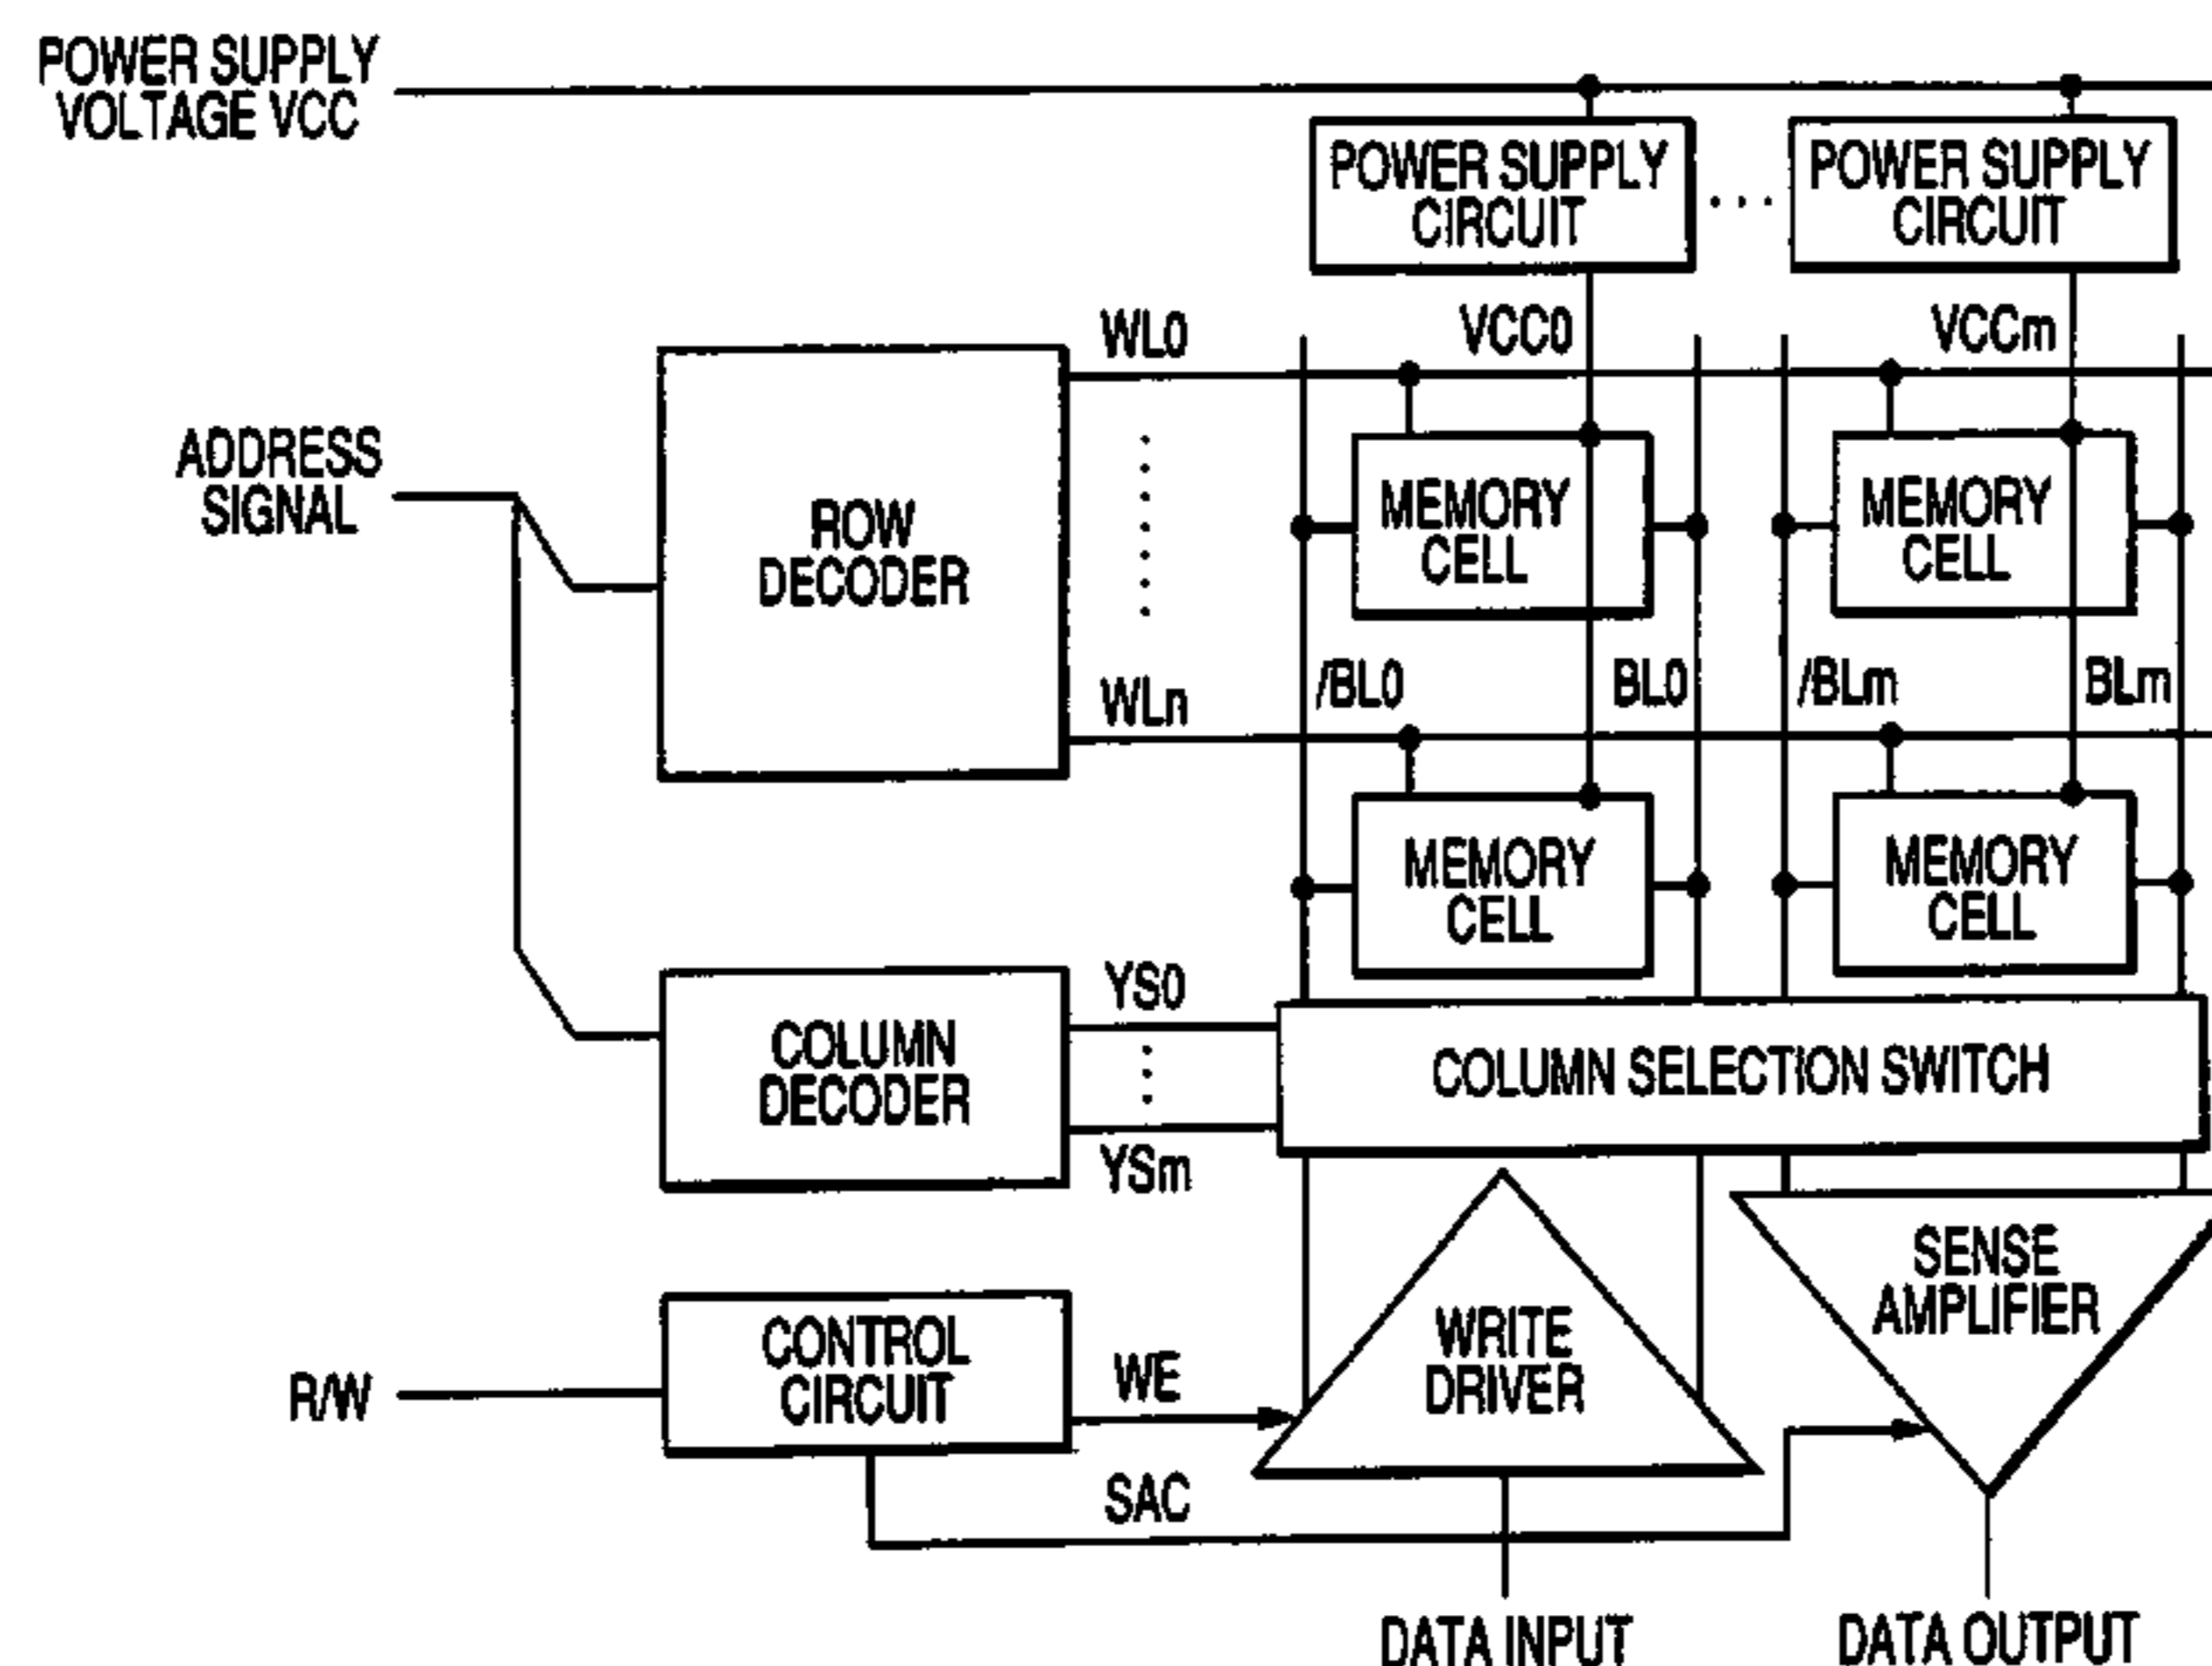 POWER SUPPLY
VOLTAGE VCC
POWER SUPPLY
CIRCUIT
POWER SUPPLY
CIRCUIT
WL0
VCC0
VCCm
ADDRESS
SIGNAL
ROW
DECODER
MEMORY
CELL
MEMORY
CELL
WLn
/BL0
BL0
/BLm
BLm
MEMORY
CELL
MEMORY
CELL
YS0
COLUMN
DECODER
COLUMN SELECTION SWITCH
YSm
SENSE
AMPLIFIER
CONTROL
CIRCUIT
R/W
WE
WRITE
DRIVER
SAC
DATA INPUT
DATA OUTPUT